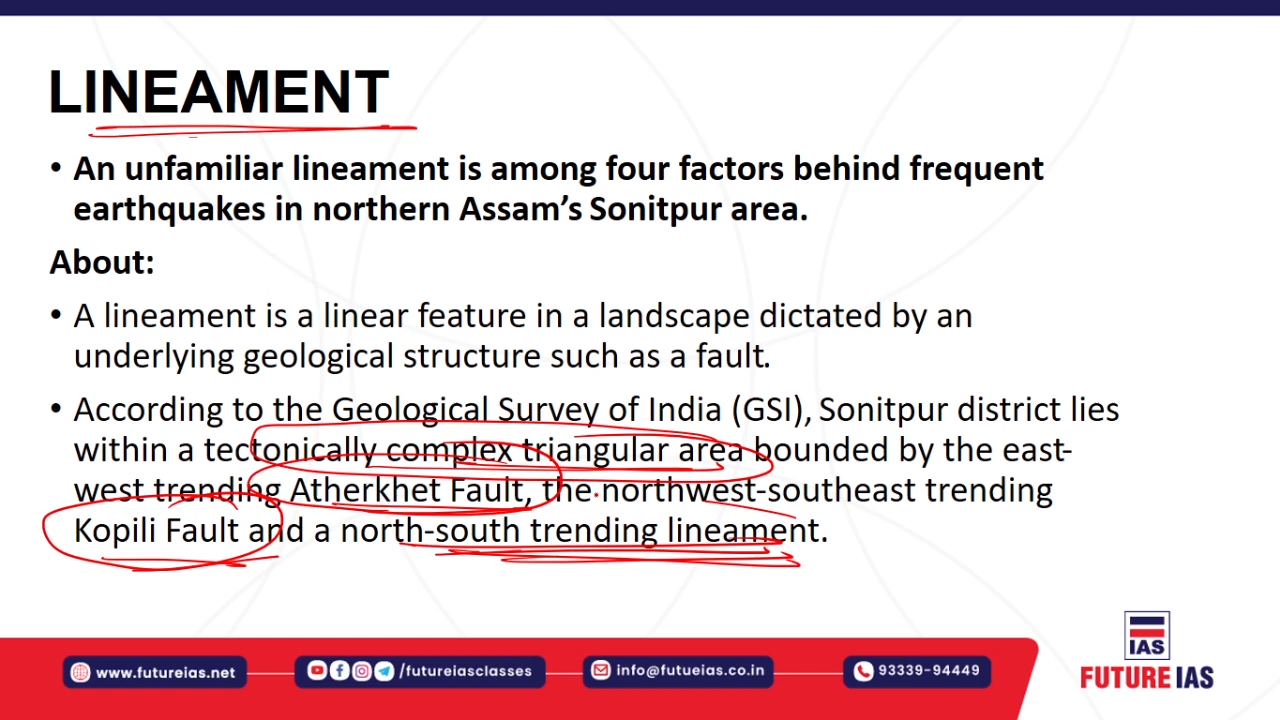 LINEAMENT
• An unfamiliar lineament is among four factors behind frequent
earthquakes in northern Assam’s Sonitpur area.
About:
• A lineament is a linear feature in a landscape dictated by an
underlying geological structure such as a fault.
• According to the Geological Survey of India (GSI), Sonitpur district lies
within a tectonically complex triangular area bounded by the east-
west trending Atherkhet Fault, the northwest-southeast trending
Kopili Fault and a north-south trending lineament.
IAS
FUTURE IAS
www.futureias.net
/futureiasclasses
info@futueias.co.in
93339-94449